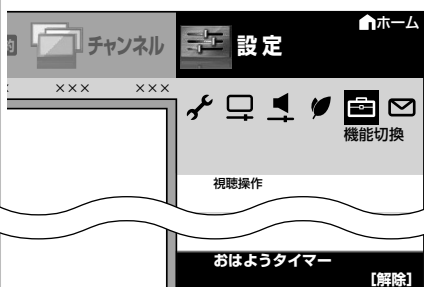 ホーム
チャンネル
設定
××× ×××
機能切換
視聴操作
おはようタイマー
[解除]